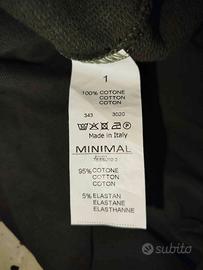 1
100% COTONE
COTTON
COTON
343 3020
Made in Italy
MINIMAL
95% COTONE
COTTON
COTON
5% ELASTAN
ELASTANE
ELASTHANNE
subito